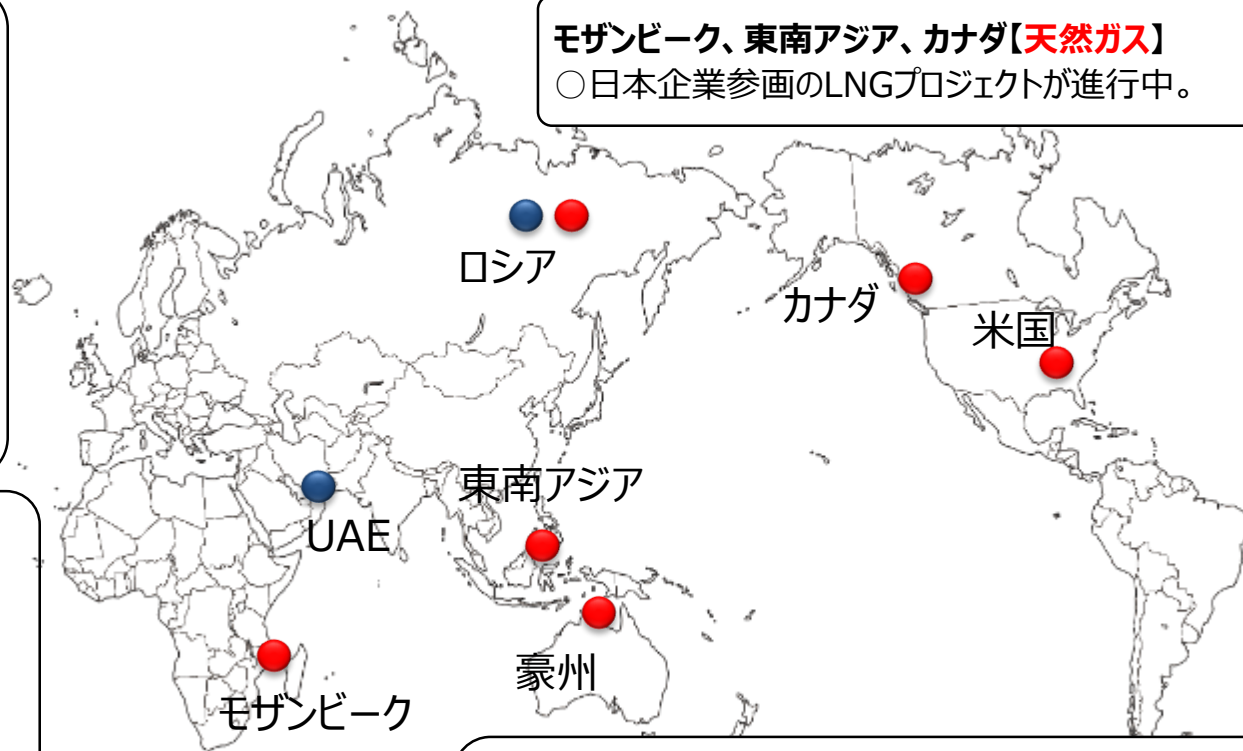 モザンビーク、東南アジア、カナダ【天然ガス】
○日本企業参画のLNGプロジェクトが進行中。
ロシア
カナダ
米国
東南アジア
UAE
豪州
モザンビーク